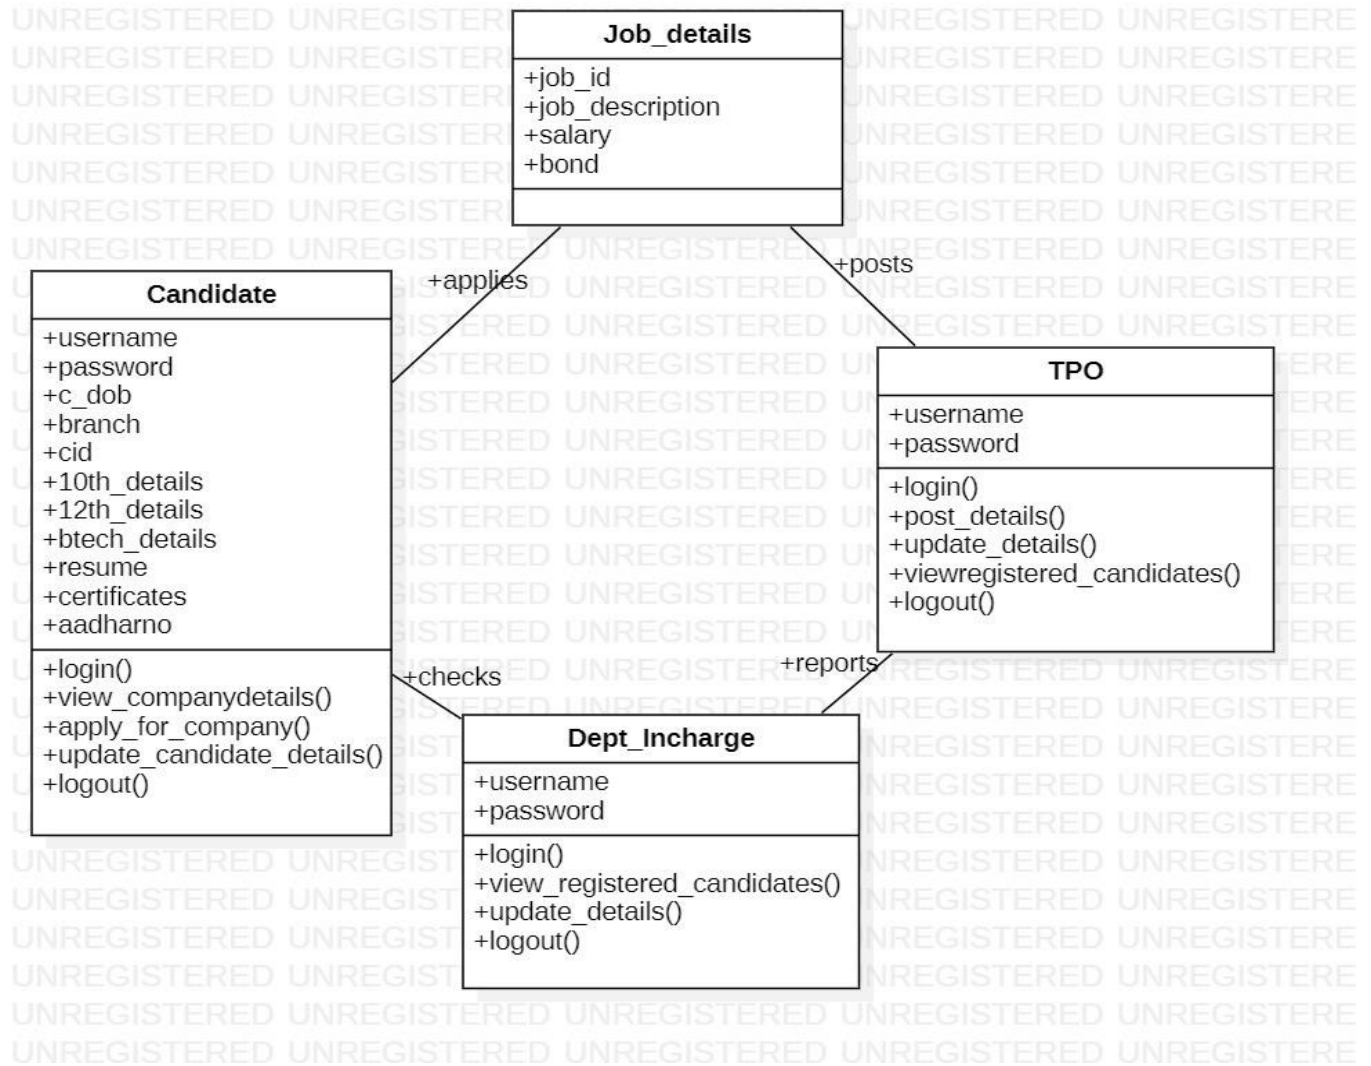 Job_details
+job_id
+job_description
+salary
+bond
+applies
+posts
Candidate
+username
+password
+c_dob
+branch
+cid
+10th_details
+12th_details
+btech_details
+resume
+certificates
+aadharno
+login()
+view_companydetails()
+apply_for_company()
+update_candidate_details()
+logout()
TPO
+username
+password
+login()
+post_details()
+update_details()
+viewregistered_candidates()
+logout()
+checks
+reports
Dept_Incharge
+username
+password
+login()
+view_registered_candidates()
+update_details()
+logout()
UNREGISTERED